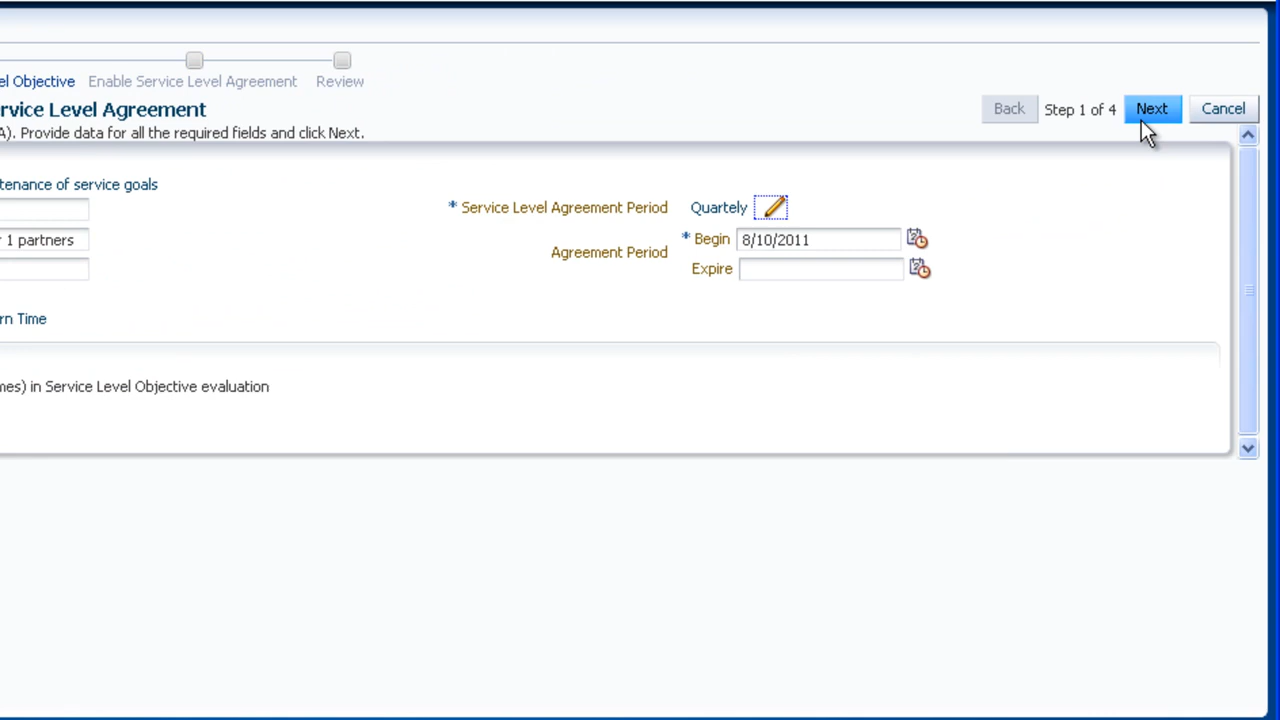 el Objective Enable Service Level Agreement Review
rvice Level Agreement
Back Step 1 of 4 Next Cancel
A). Provide data for all the required fields and click Next.
tenance of service goals
* Service Level Agreement Period Quartely
r 1 partners
* Begin 8/10/2011
Agreement Period
Expire
rn Time
mes) in Service Level Objective evaluation